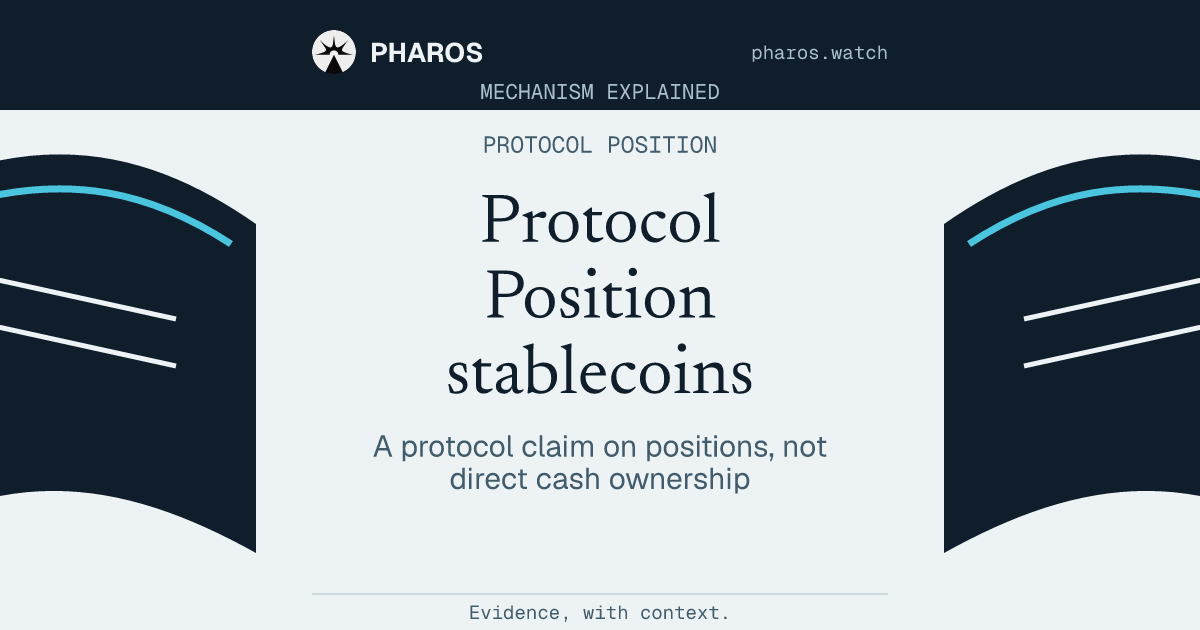 PHAROS
pharos.watch
MECHANISM EXPLAINED
PROTOCOL POSITION
Protocol
Position
stablecoins
A protocol claim on positions, not
direct cash ownership
Evidence, with context.